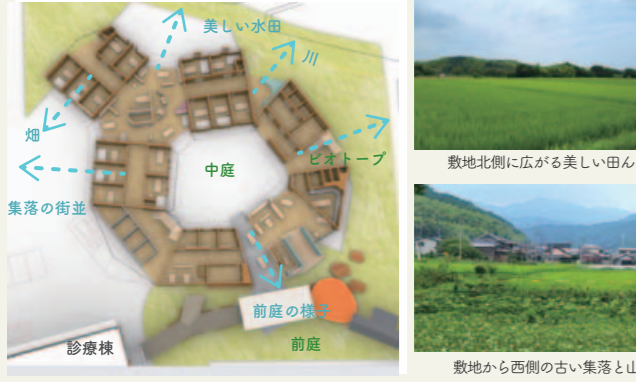 美しい水田
川
畑
中庭
ビオトープ
集落の街並
前庭の様子
診療棟
前庭
敷地北側に広がる美しい田ん
敷地から西側の古い集落と山